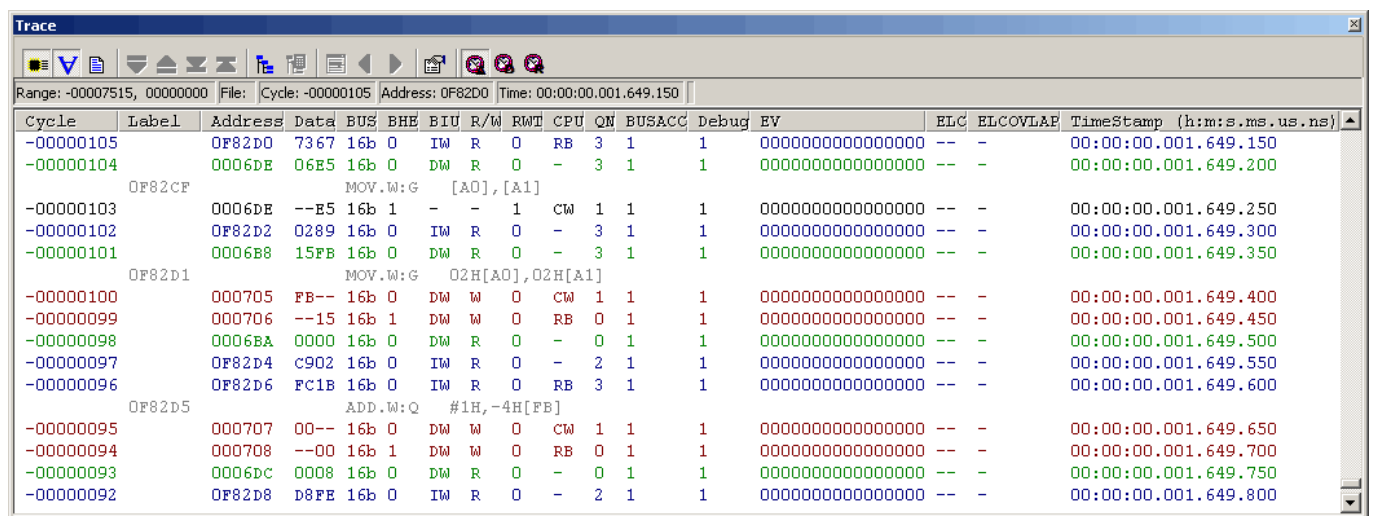 Trace
Range: -00007515, 00000000 File: Cycle: -00000105 Address: 0F82D0 Time: 00:00:00.001.649.150
Cycle Label Address Data BUS BHE BIU R/W RWT CPU QN BUSACC Debug EV ELC ELCOVLAP TimeStamp (h:m:s.ms.us.ns)
-00000105 0F82D0 7367 16b 0 IW R 0 RB 3 1 1 0000000000000000 -- - 00:00:00.001.649.150
-00000104 0006DE 06E5 16b 0 DW R 0 - 3 1 1 0000000000000000 -- - 00:00:00.001.649.200
0F82CF MOV.W:G [A0],[A1]
-00000103 0006DE --E5 16b 1 - - 1 CW 1 1 1 0000000000000000 -- - 00:00:00.001.649.250
-00000102 0F82D2 0289 16b 0 IW R 0 - 3 1 1 0000000000000000 -- - 00:00:00.001.649.300
-00000101 0006B8 15FB 16b 0 DW R 0 - 3 1 1 0000000000000000 -- - 00:00:00.001.649.350
0F82D1 MOV.W:G 02H[A0],02H[A1]
-00000100 000705 FB-- 16b 0 DW W 0 CW 1 1 1 0000000000000000 -- - 00:00:00.001.649.400
-00000099 000706 --15 16b 1 DW W 0 RB 0 1 1 0000000000000000 -- - 00:00:00.001.649.450
-00000098 0006BA 0000 16b 0 DW R 0 - 0 1 1 0000000000000000 -- - 00:00:00.001.649.500
-00000097 0F82D4 C902 16b 0 IW R 0 - 2 1 1 0000000000000000 -- - 00:00:00.001.649.550
-00000096 0F82D6 FC1B 16b 0 IW R 0 RB 3 1 1 0000000000000000 -- - 00:00:00.001.649.600
0F82D5 ADD.W:Q #1H,-4H[FB]
-00000095 000707 00-- 16b 0 DW W 0 CW 1 1 1 0000000000000000 -- - 00:00:00.001.649.650
-00000094 000708 --00 16b 1 DW W 0 RB 0 1 1 0000000000000000 -- - 00:00:00.001.649.700
-00000093 0006DC 0008 16b 0 DW R 0 - 0 1 1 0000000000000000 -- - 00:00:00.001.649.750
-00000092 0F82D8 D8FE 16b 0 IW R 0 - 2 1 1 0000000000000000 -- - 00:00:00.001.649.800